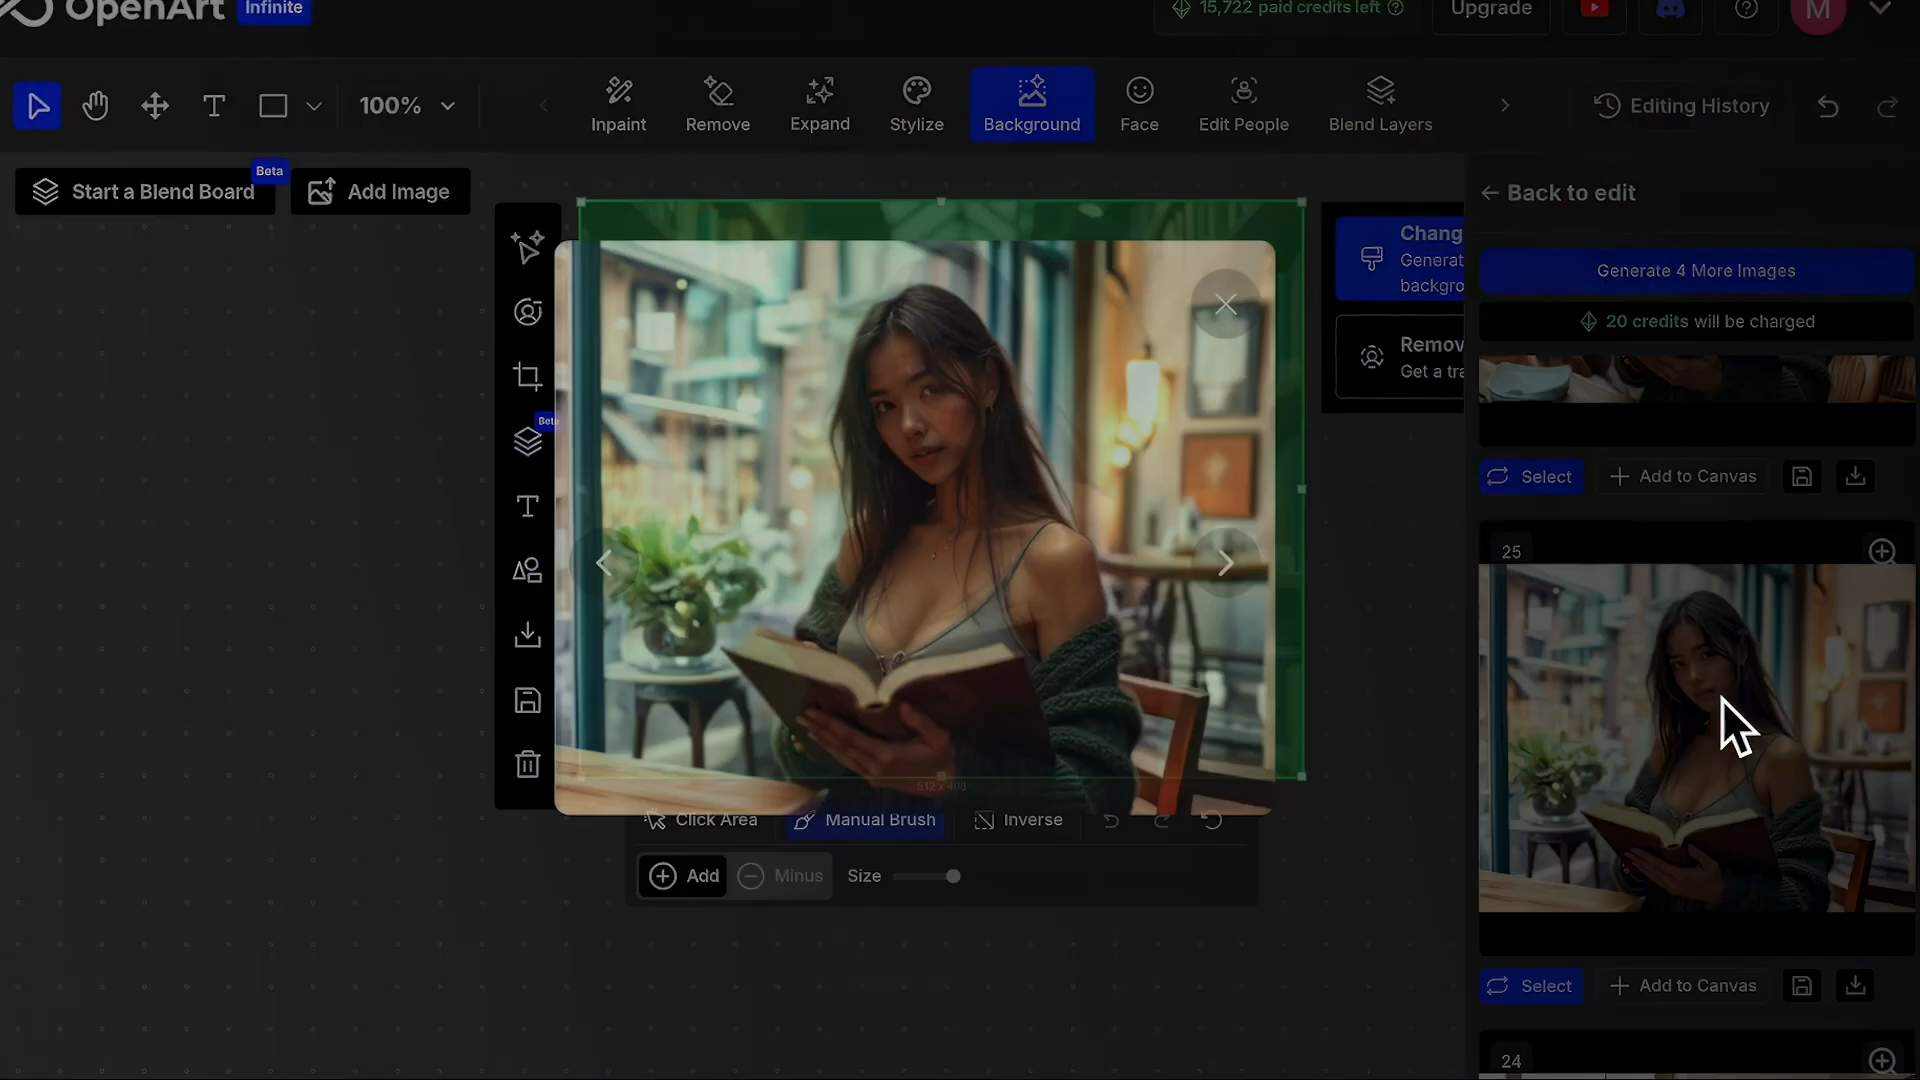 OpenArt Infinite
15,722 paid credits left
Upgrade
M
100%
Inpaint
Remove
Expand
Stylize
Background
Face
Edit People
Blend Layers
Editing History
Start a Blend Board
Beta
Add Image
Beta
Chang
Generat
backgro
Remov
Get a tra
512 x 408
Click Area
Manual Brush
Inverse
Add
Minus
Size
Back to edit
Generate 4 More Images
20 credits will be charged
Select
Add to Canvas
25
Select
Add to Canvas
24